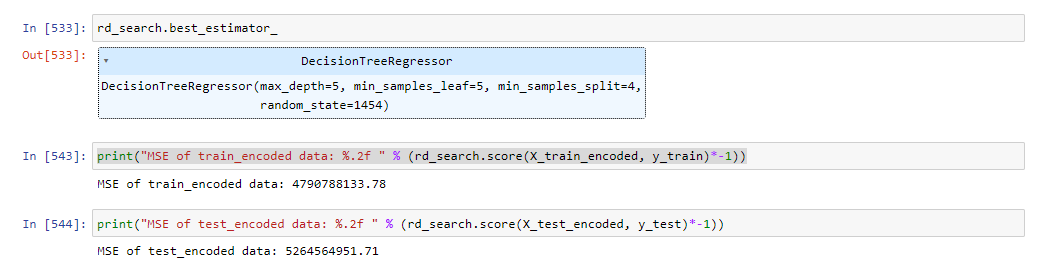 In [533]: rd_search.best_estimator_
Out[533]:
DecisionTreeRegressor
DecisionTreeRegressor(max_depth=5, min_samples_leaf=5, min_samples_split=4,
random_state=1454)
In [543]: print("MSE of train_encoded data: %.2f " % (rd_search.score(X_train_encoded, y_train)*-1))
MSE of train_encoded data: 4790788133.78
In [544]: print("MSE of test_encoded data: %.2f " % (rd_search.score(X_test_encoded, y_test)*-1))
MSE of test_encoded data: 5264564951.71